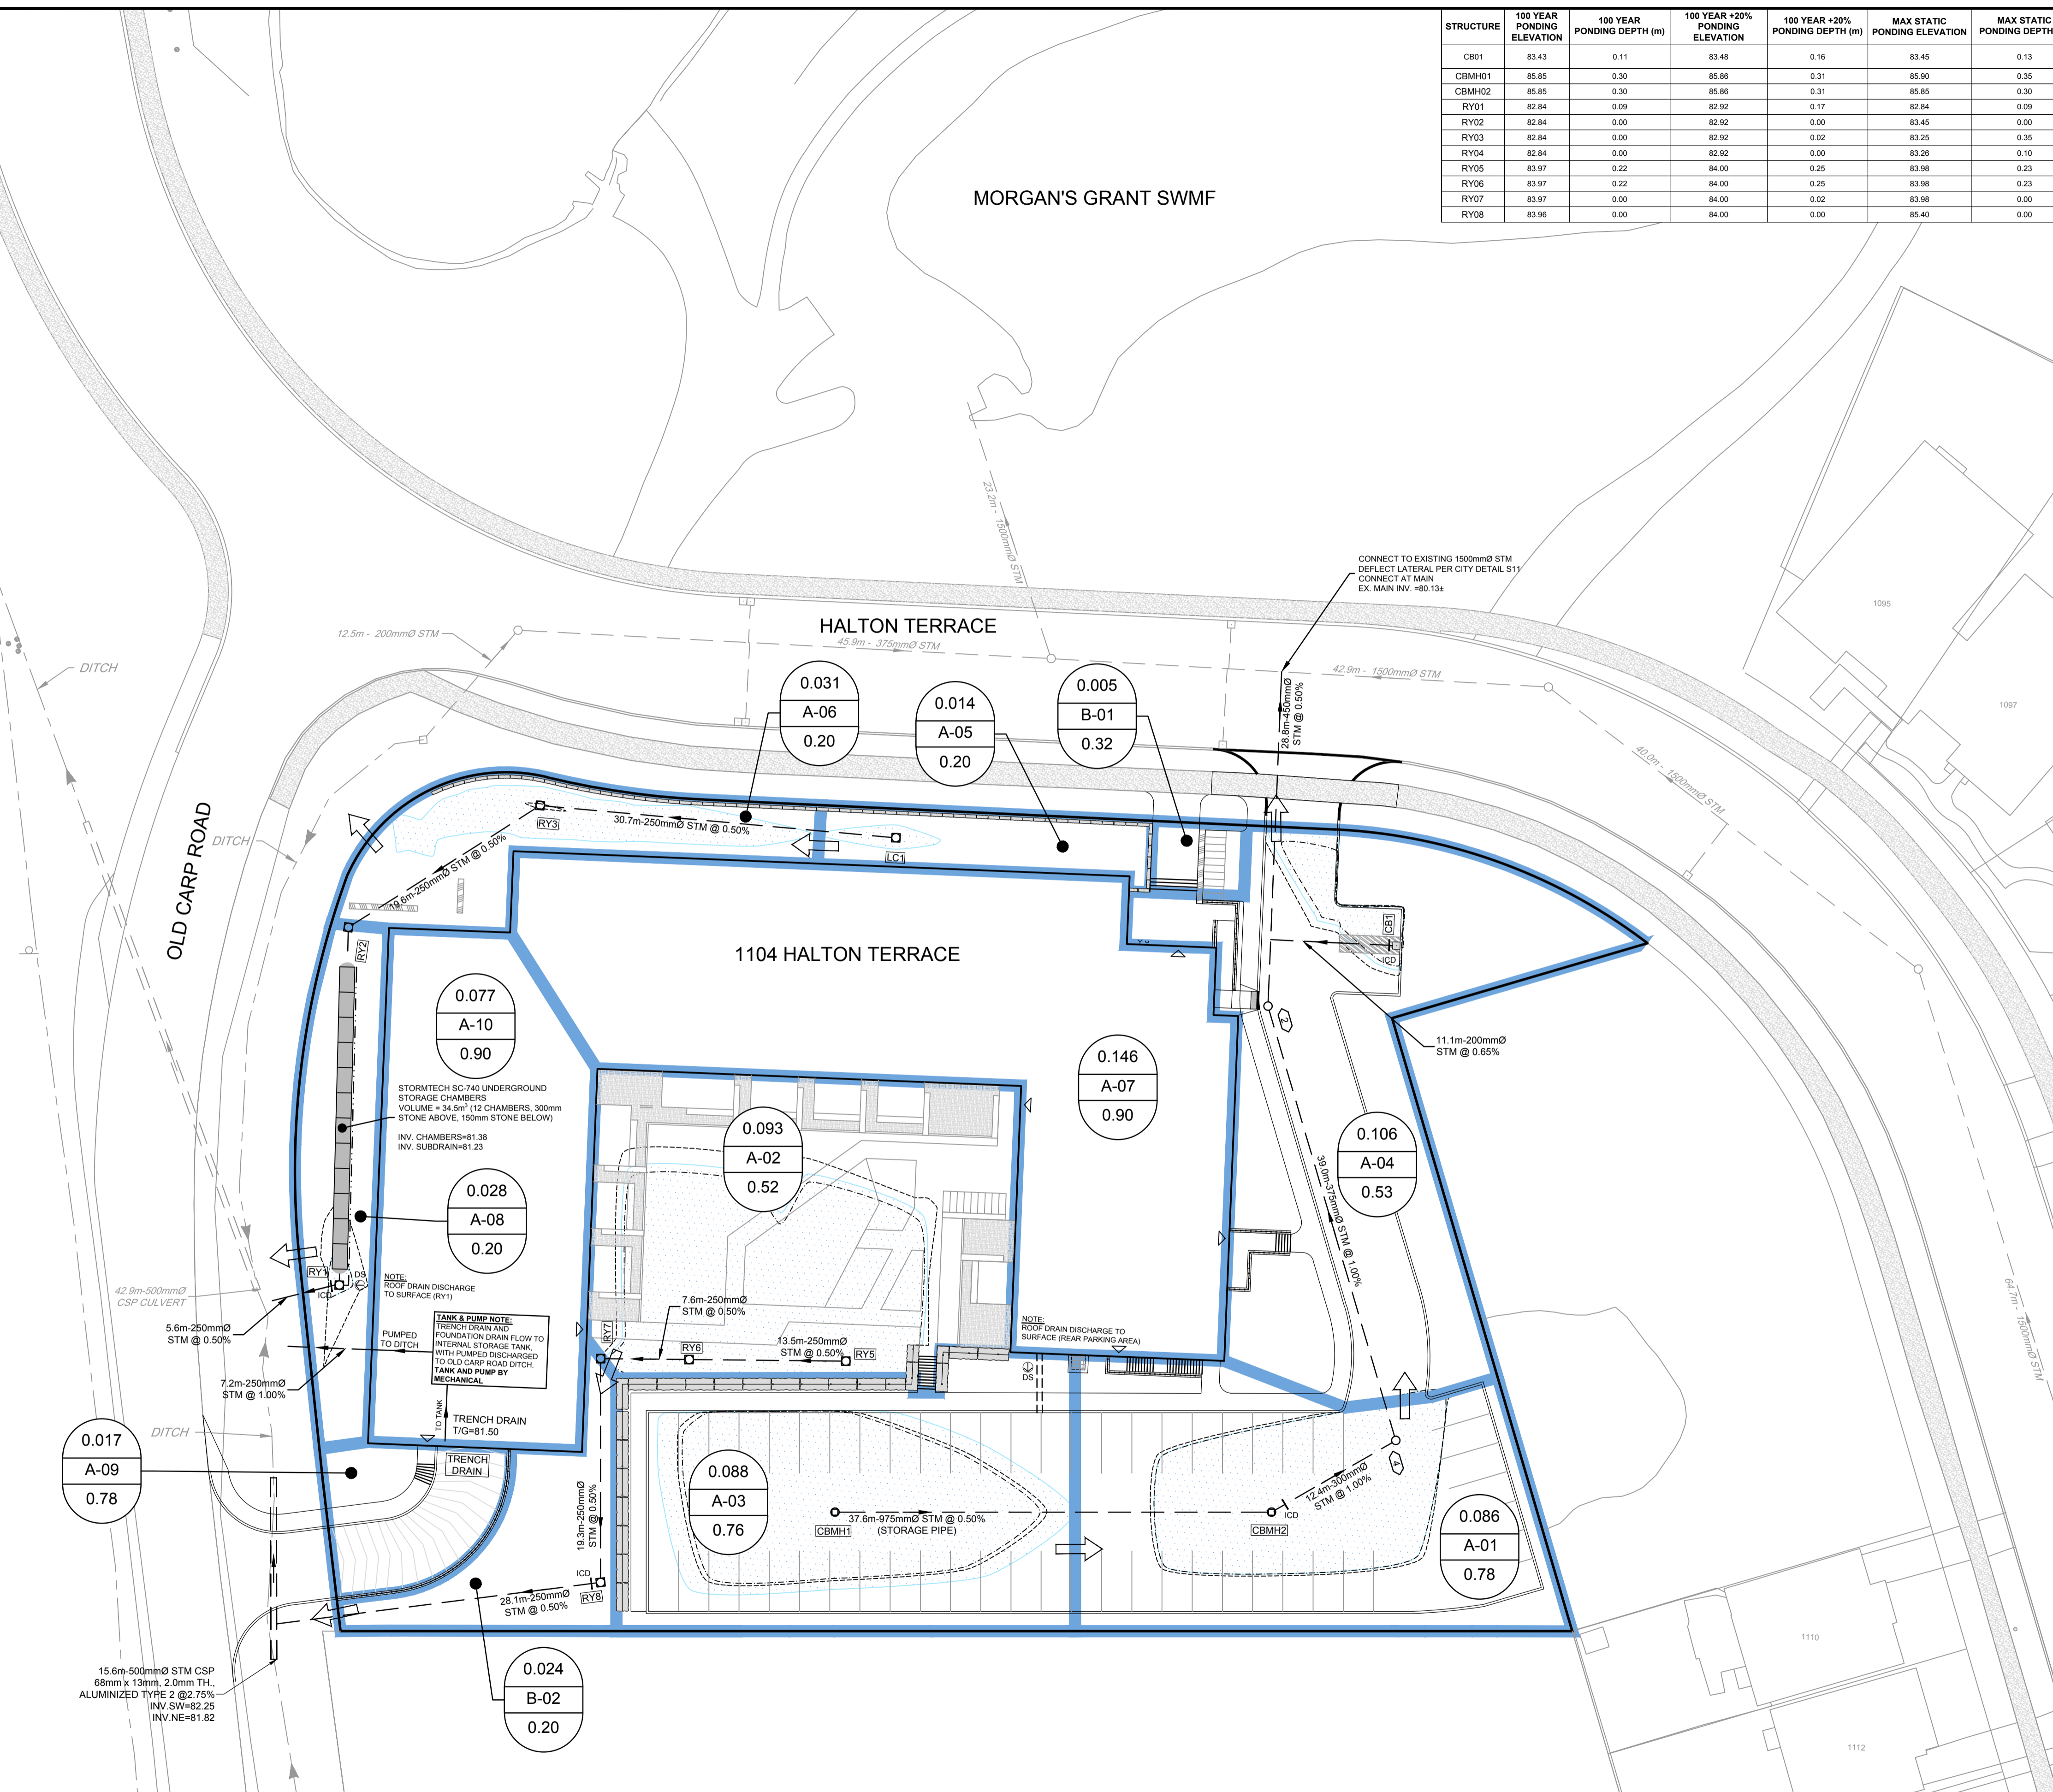 STRUCTURE 100 YEAR PONDING ELEVATION 100 YEAR PONDING DEPTH (m) 100 YEAR +20% PONDING ELEVATION 100 YEAR +20% PONDING DEPTH (m) MAX STATIC PONDING ELEVATION MAX STATIC PONDING DEPTH
CB01 83.43 0.11 83.48 0.16 83.45 0.13
CBMH01 85.85 0.30 85.86 0.31 85.90 0.35
CBMH02 85.85 0.30 85.86 0.31 85.85 0.30
RY01 82.84 0.09 82.92 0.17 82.84 0.09
RY02 82.84 0.00 82.92 0.00 83.45 0.00
RY03 82.84 0.00 82.92 0.02 83.25 0.35
RY04 82.84 0.00 82.92 0.00 83.26 0.10
RY05 83.97 0.22 84.00 0.25 83.98 0.23
RY06 83.97 0.22 84.00 0.25 83.98 0.23
RY07 83.97 0.00 84.00 0.02 83.98 0.00
RY08 83.96 0.00 84.00 0.00 85.40 0.00
MORGAN'S GRANT SWMF
23.2m - 1500mmØ STM
CONNECT TO EXISTING 1500mmØ STM
DEFLECT LATERAL PER CITY DETAIL S11
CONNECT AT MAIN
EX. MAIN INV. =80.13±
1095
1097
HALTON TERRACE
12.5m - 200mmØ STM
45.9m - 375mmØ STM
42.9m - 1500mmØ STM
40.0m - 1500mmØ STM
64.7m - 1500mmØ STM
DITCH
DITCH
OLD CARP ROAD
28.8m-450mmØ
STM @ 0.50%
0.031
A-06
0.20
0.014
A-05
0.20
0.005
B-01
0.32
RY3
30.7m-250mmØ STM @ 0.50%
LC1
19.6m-250mmØ STM @ 0.50%
RY2
1104 HALTON TERRACE
CB1
ICD
2
11.1m-200mmØ
STM @ 0.65%
0.077
A-10
0.90
STORMTECH SC-740 UNDERGROUND
STORAGE CHAMBERS
VOLUME = 34.5m³ (12 CHAMBERS, 300mm
STONE ABOVE, 150mm STONE BELOW)
INV. CHAMBERS=81.38
INV. SUBDRAIN=81.23
0.146
A-07
0.90
0.093
A-02
0.52
0.106
A-04
0.53
39.0m-375mmØ STM @ 1.00%
0.028
A-08
0.20
RY1
DS
ICD
NOTE:
ROOF DRAIN DISCHARGE
TO SURFACE (RY1)
42.9m-500mmØ
CSP CULVERT
5.6m-250mmØ
STM @ 0.50%
PUMPED
TO DITCH
TANK & PUMP NOTE:
TRENCH DRAIN AND
FOUNDATION DRAIN FLOW TO
INTERNAL STORAGE TANK,
WITH PUMPED DISCHARGED
TO OLD CARP ROAD DITCH.
TANK AND PUMP BY
MECHANICAL
7.2m-250mmØ
STM @ 1.00%
7.6m-250mmØ
STM @ 0.50%
13.5m-250mmØ
STM @ 0.50%
RY7
RY6
RY5
NOTE:
ROOF DRAIN DISCHARGE TO
SURFACE (REAR PARKING AREA)
DS
TO TANK
TRENCH DRAIN
T/G=81.50
TRENCH
DRAIN
DITCH
0.017
A-09
0.78
19.3m-250mmØ
STM @ 0.50%
0.088
A-03
0.76
CBMH1
37.6m-975mmØ STM @ 0.50%
(STORAGE PIPE)
CBMH2
ICD
12.4m-300mmØ
STM @ 1.00%
4
0.086
A-01
0.78
ICD
RY8
28.1m-250mmØ
STM @ 0.50%
0.024
B-02
0.20
15.6m-500mmØ STM CSP
68mm x 13mm, 2.0mm TH.,
ALUMINIZED TYPE 2 @2.75%
INV.SW=82.25
INV.NE=81.82
1110
1112